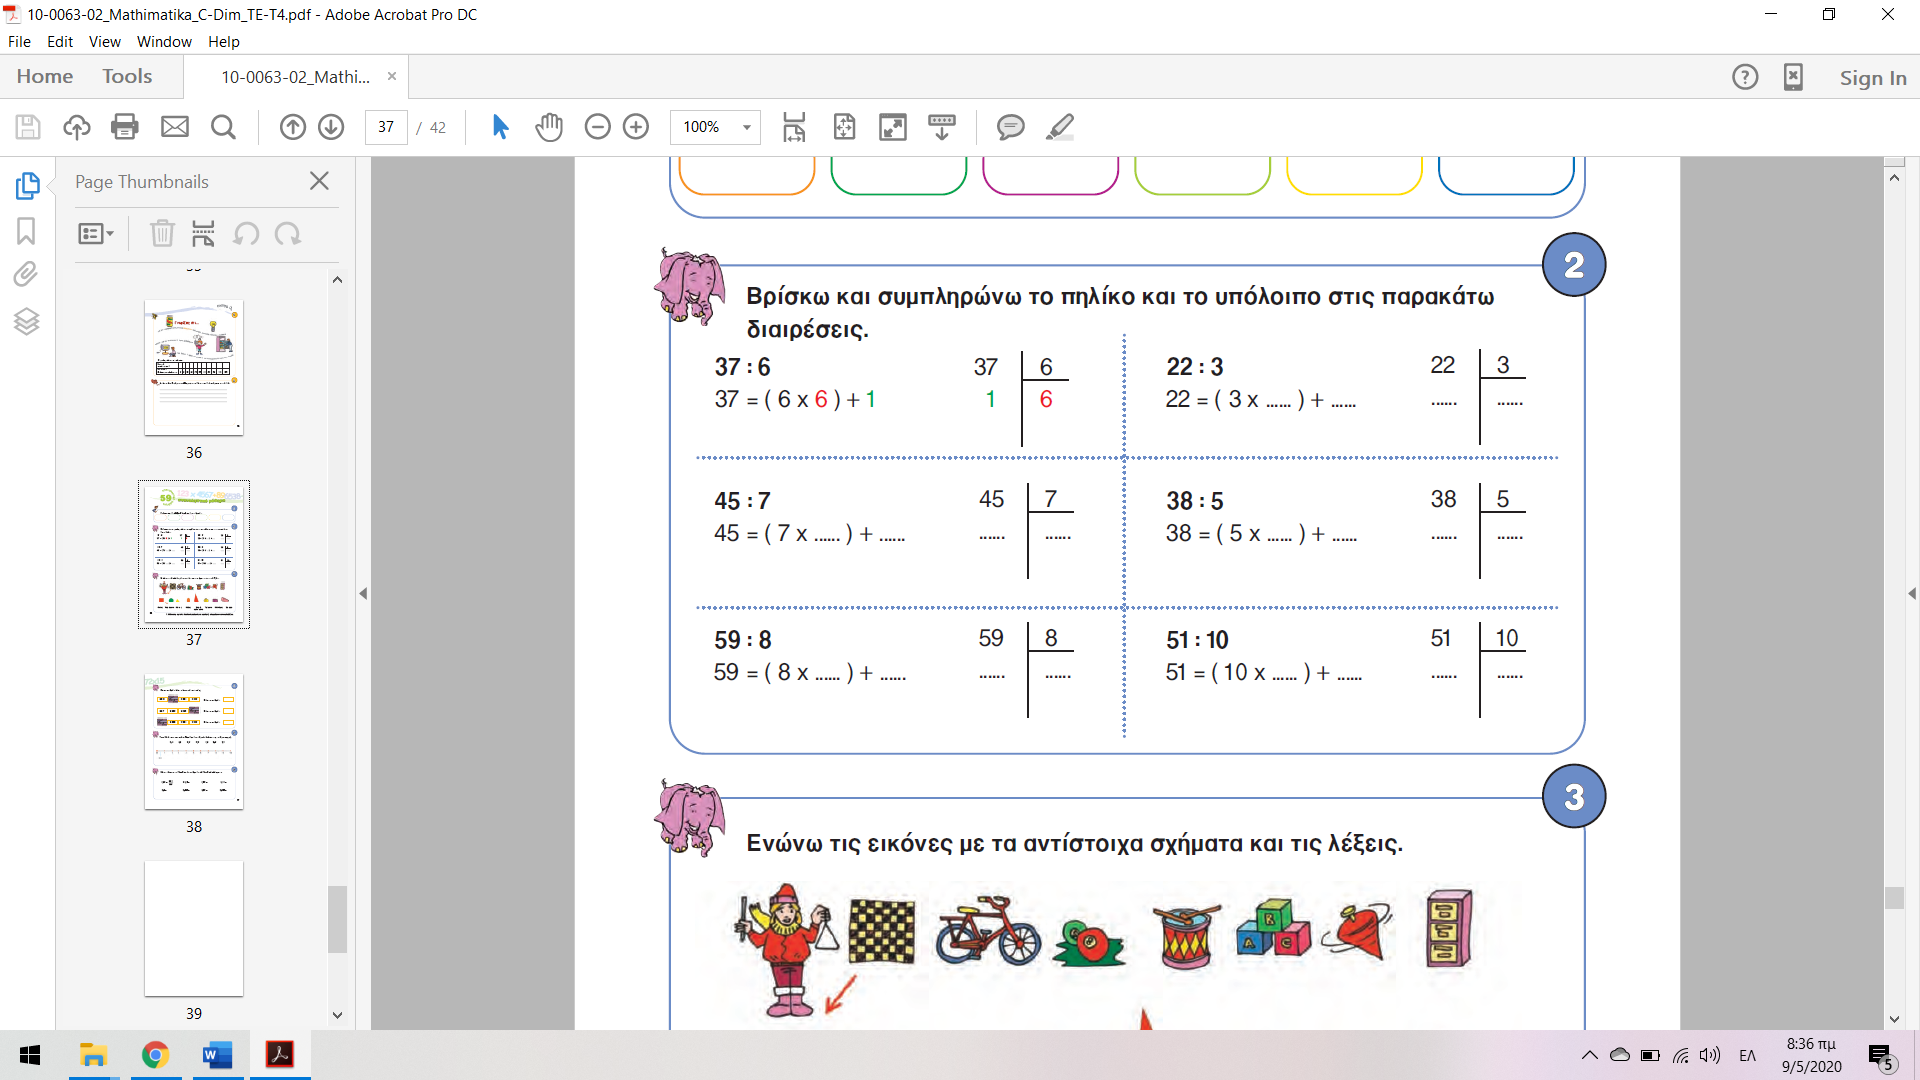 10-0063-02_Mathimatika_C-Dim_TE-T4.pdf - Adobe Acrobat Pro DC
File Edit View Window Help
Home Tools 10-0063-02_Mathi... × Sign In
37 / 42 100%
Page Thumbnails
36
37
38
39
2
Βρίσκω και συμπληρώνω το πηλίκο και το υπόλοιπο στις παρακάτω
διαιρέσεις.
37 : 6 37 6 22 : 3 22 3
37 = ( 6 x 6 ) + 1 1 6 22 = ( 3 x ...... ) + ...... ...... ......
45 : 7 45 7 38 : 5 38 5
45 = ( 7 x ...... ) + ...... ...... ...... 38 = ( 5 x ...... ) + ...... ...... ......
59 : 8 59 8 51 : 10 51 10
59 = ( 8 x ...... ) + ...... ...... ...... 51 = ( 10 x ...... ) + ...... ...... ......
3
Ενώνω τις εικόνες με τα αντίστοιχα σχήματα και τις λέξεις.
ΕΛ 8:36 πμ
9/5/2020 5